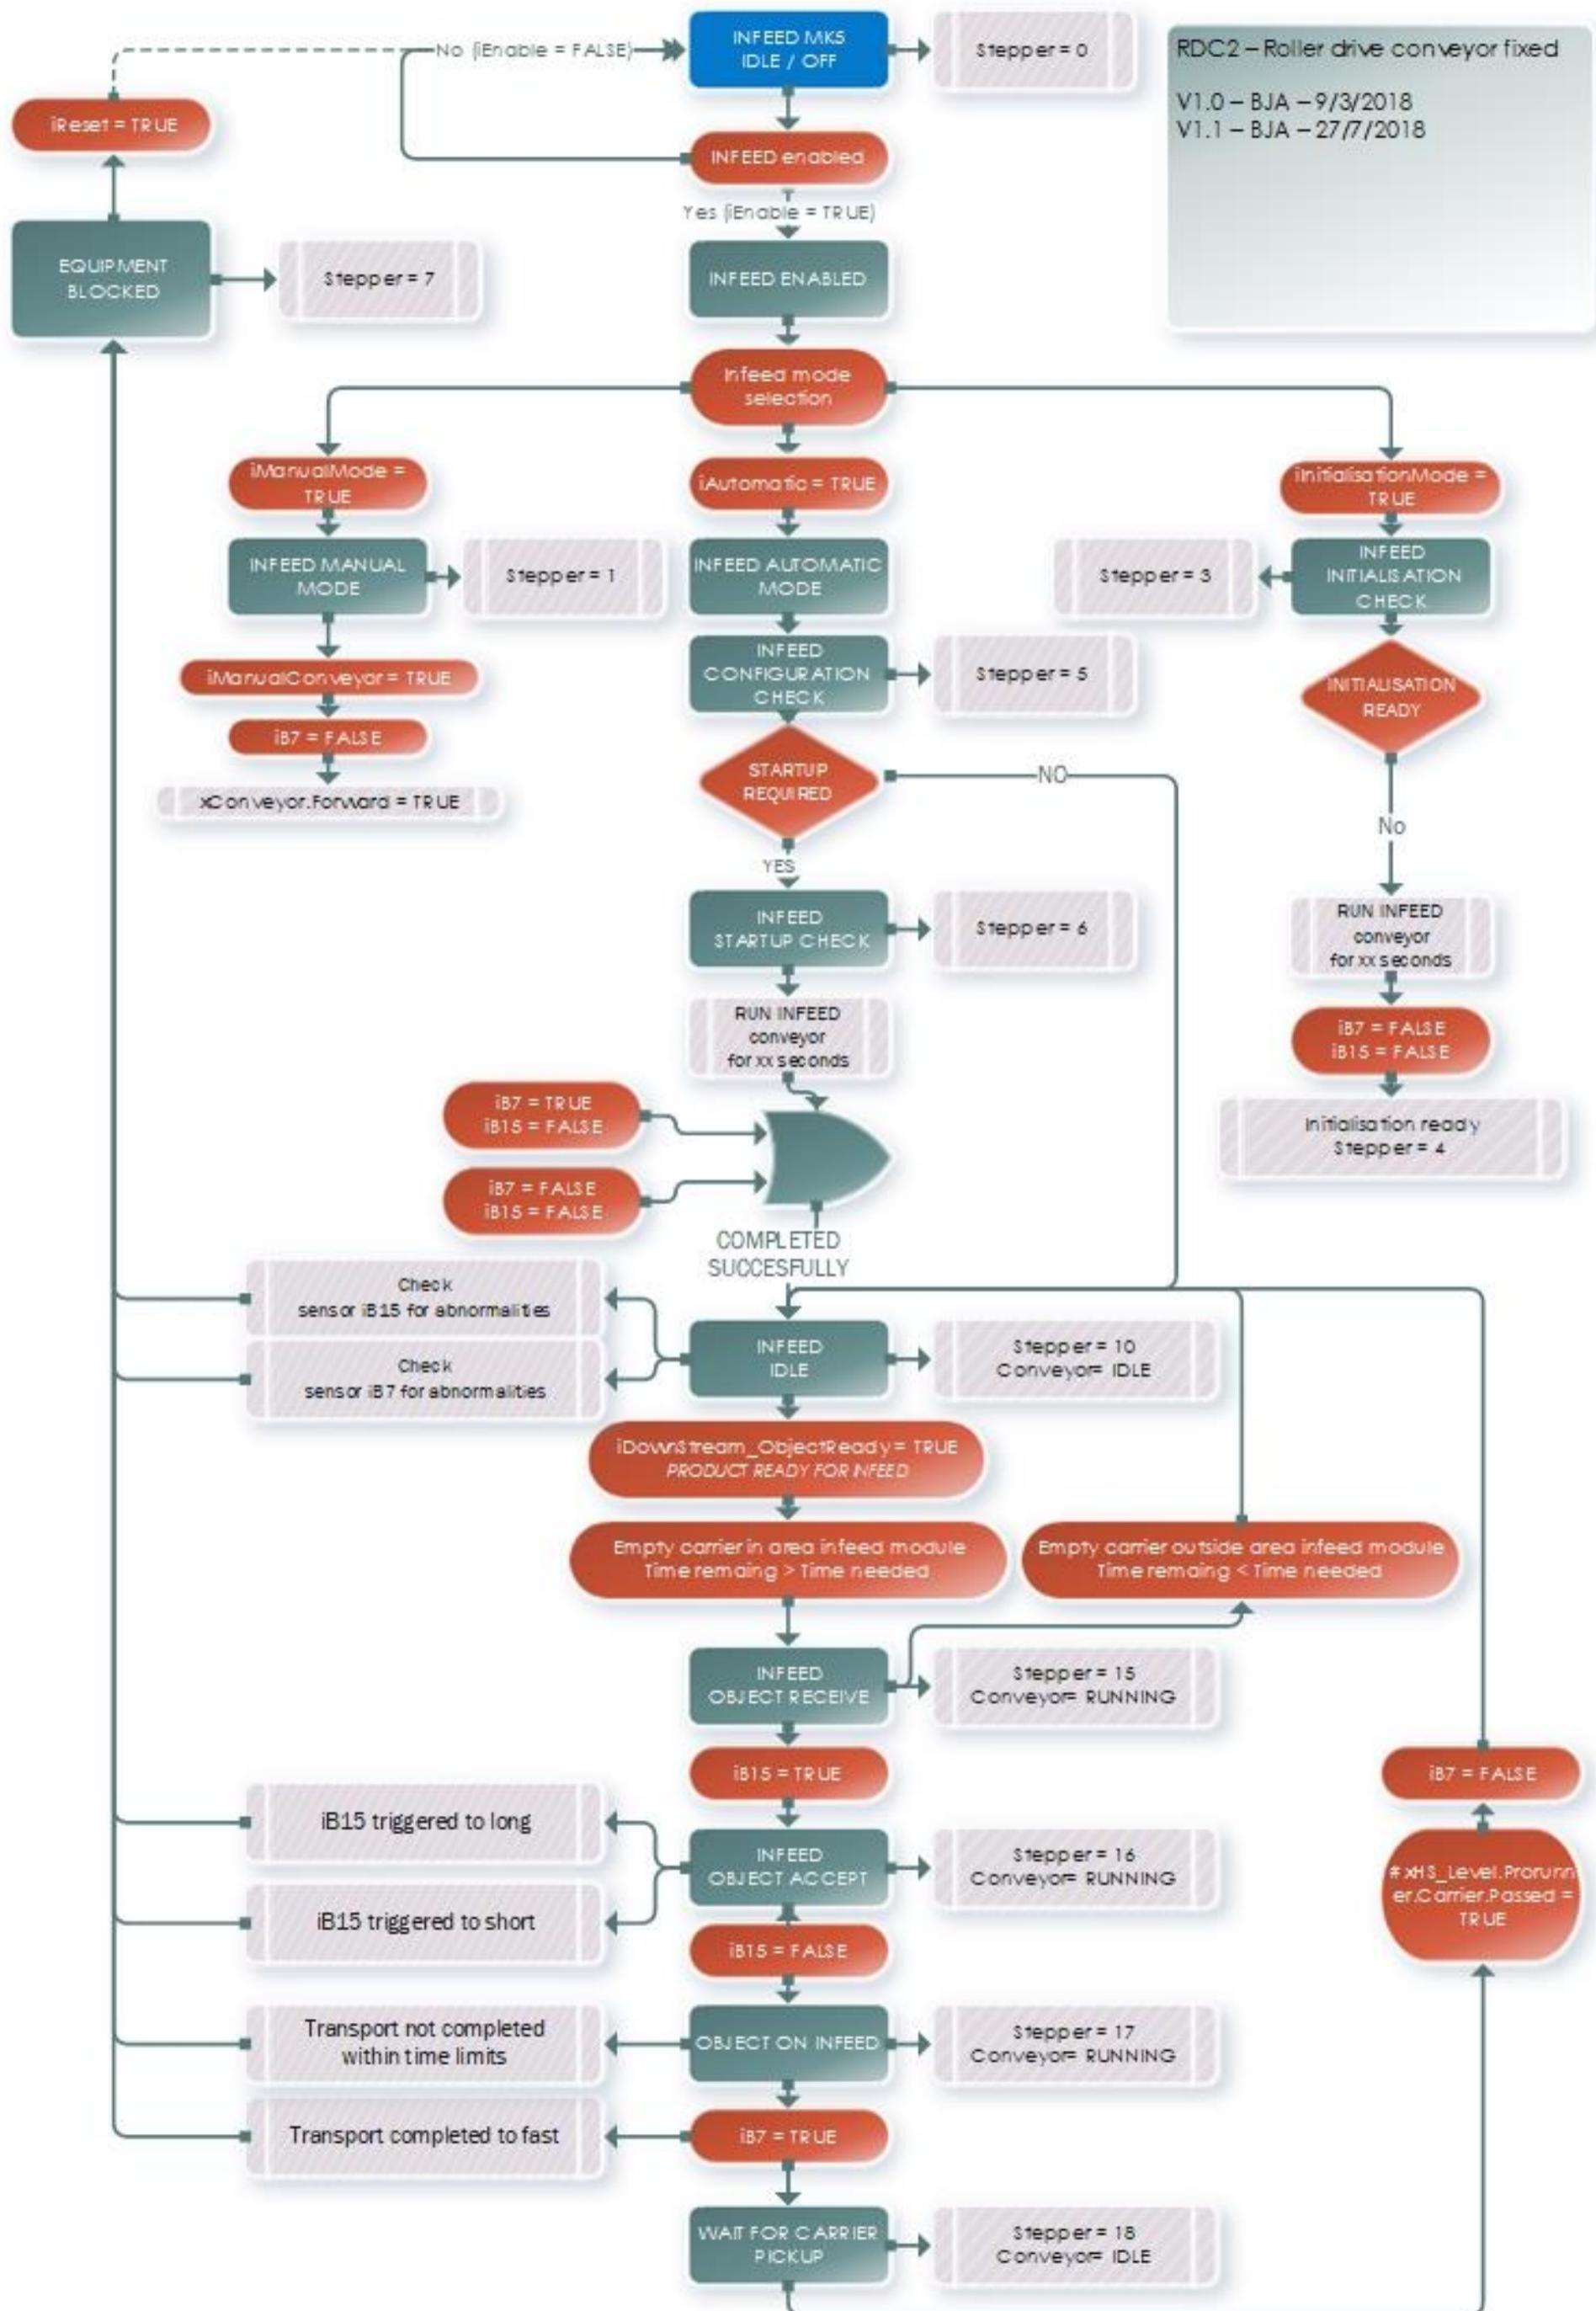 No (iEnable = FALSE)
INFEED MK5
IDLE / OFF
Stepper = 0
RDC2 – Roller drive conveyor fixed
V1.0 – BJA – 9/3/2018
V1.1 – BJA – 27/7/2018
iReset = TRUE
INFEED enabled
Yes (iEnable = TRUE)
EQUIPMENT
BLOCKED
Stepper = 7
INFEED ENABLED
Infeed mode
selection
iManualMode =
TRUE
iAutomatic = TRUE
iInitialisationMode =
TRUE
INFEED MANUAL
MODE
Stepper = 1
INFEED AUTOMATIC
MODE
Stepper = 3
INFEED
INITIALISATION
CHECK
iManualConveyor = TRUE
INFEED
CONFIGURATION
CHECK
Stepper = 5
INITIALISATION
READY
iB7 = FALSE
xConveyor.Forward = TRUE
STARTUP
REQUIRED
NO
No
YES
INFEED
STARTUP CHECK
Stepper = 6
RUN INFEED
conveyor
for xx seconds
RUN INFEED
conveyor
for xx seconds
iB7 = FALSE
iB15 = FALSE
iB7 = TRUE
iB15 = FALSE
Initialisation ready
Stepper = 4
iB7 = FALSE
iB15 = FALSE
COMPLETED
SUCCESFULLY
Check
sensor iB15 for abnormalities
Check
sensor iB7 for abnormalities
INFEED
IDLE
Stepper = 10
Conveyor= IDLE
iDownStream_ObjectReady = TRUE
PRODUCT READY FOR INFEED
Empty carrier in area infeed module
Time remaing > Time needed
Empty carrier outside area infeed module
Time remaing < Time needed
INFEED
OBJECT RECEIVE
Stepper = 15
Conveyor= RUNNING
iB15 = TRUE
iB7 = FALSE
iB15 triggered to long
INFEED
OBJECT ACCEPT
Stepper = 16
Conveyor= RUNNING
# xHS_Level.Prorunn
er.Carrier.Passed =
TRUE
iB15 triggered to short
iB15 = FALSE
Transport not completed
within time limits
OBJECT ON INFEED
Stepper = 17
Conveyor= RUNNING
Transport completed to fast
iB7 = TRUE
WAIT FOR CARRIER
PICKUP
Stepper = 18
Conveyor= IDLE